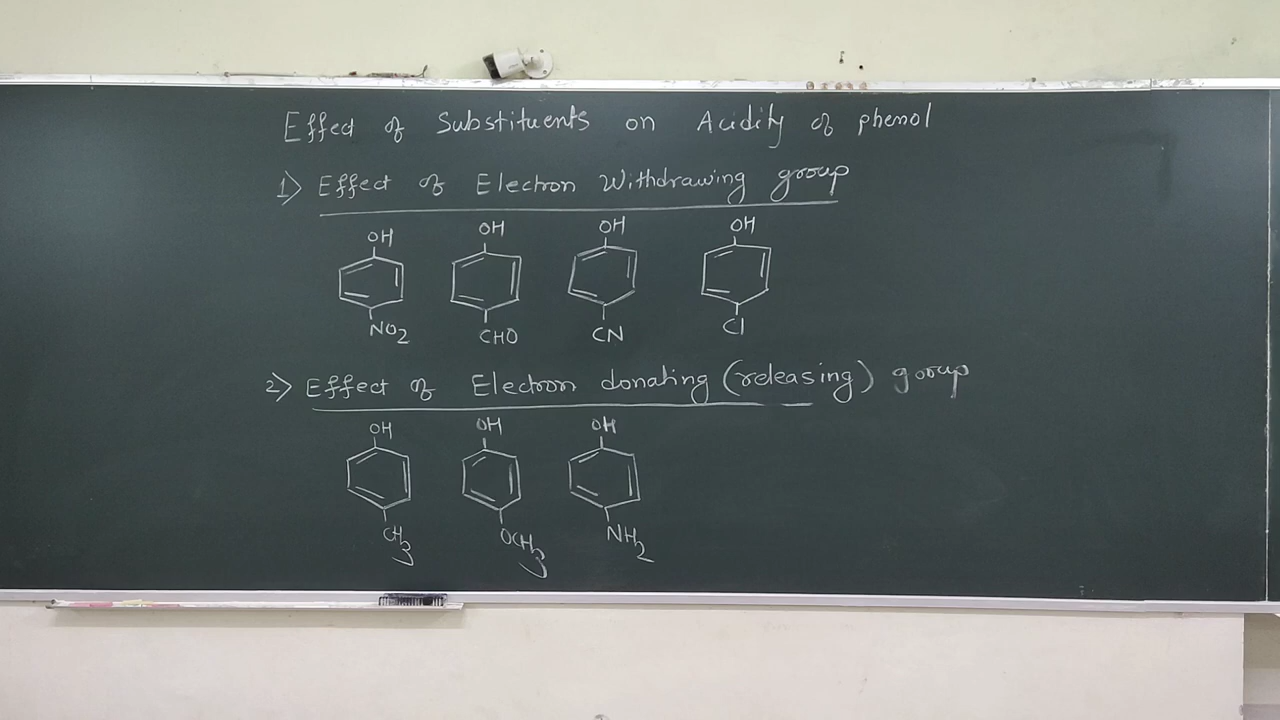 Effect of Substituents on Acidity of phenol
1) Effect of Electron Withdrawing group
OH OH OH OH
NO2 CHO CN Cl
2) Effect of Electron donating (releasing) group
OH OH OH
CH3 OCH3 NH2